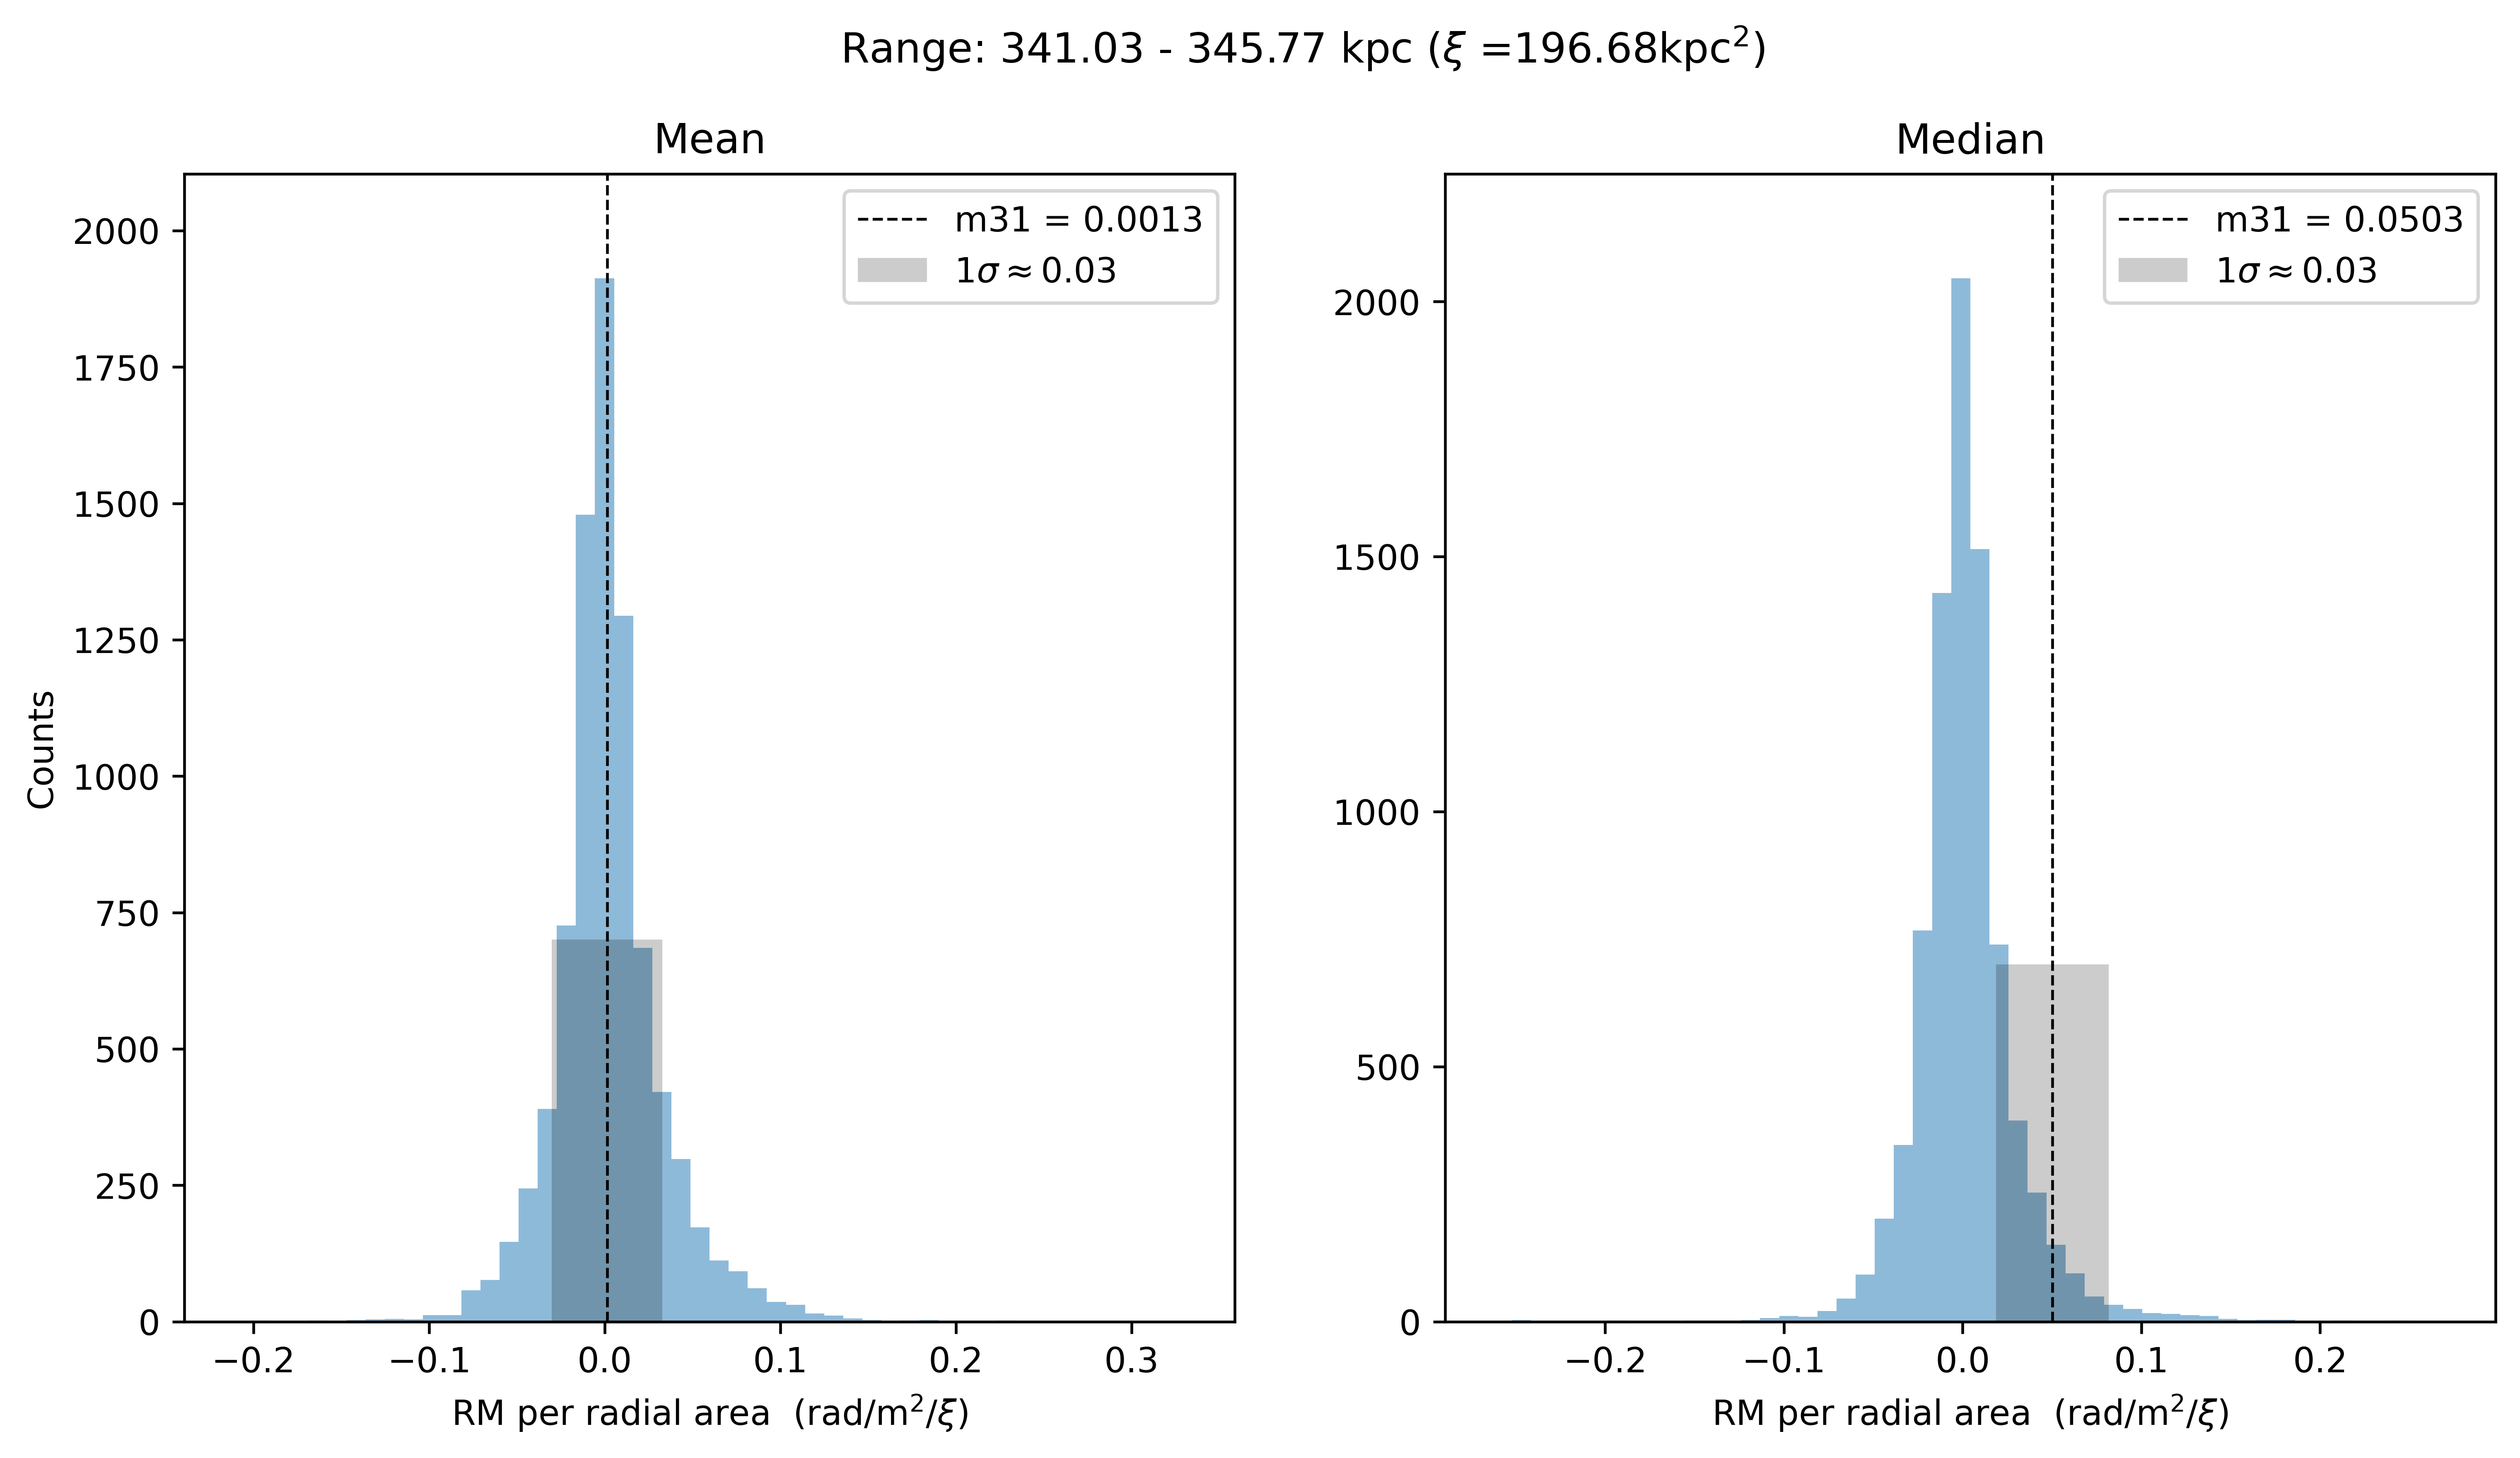 Range: 341.03 - 345.77 kpc (ξ =196.68kpc²)
Mean
m31 = 0.0013
1σ ≈ 0.03
2000
1750
1500
1250
1000
750
500
250
0
Counts
−0.2 −0.1 0.0 0.1 0.2 0.3
RM per radial area (rad/m²/ξ)
Median
m31 = 0.0503
1σ ≈ 0.03
2000
1500
1000
500
0
−0.2 −0.1 0.0 0.1 0.2
RM per radial area (rad/m²/ξ)